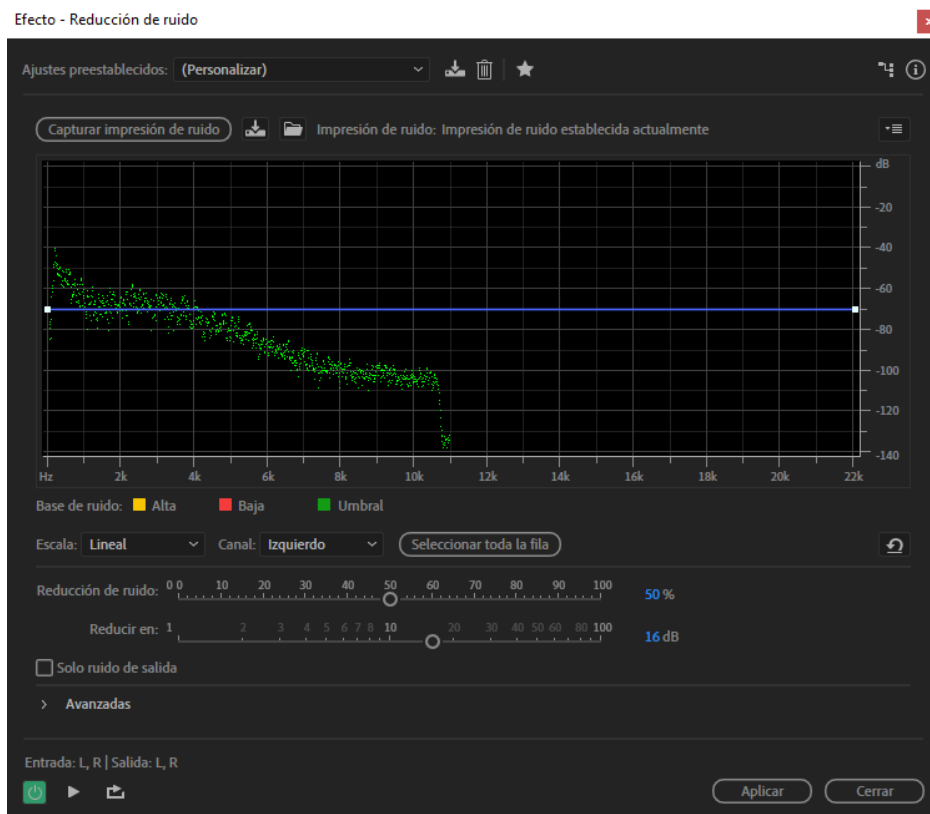 Efecto - Reducción de ruido
Ajustes preestablecidos: (Personalizar)
Capturar impresión de ruido Impresión de ruido: Impresión de ruido establecida actualmente
dB
-20
-40
-60
-80
-100
-120
-140
Hz 2k 4k 6k 8k 10k 12k 14k 16k 18k 20k 22k
Base de ruido: Alta Baja Umbral
Escala: Lineal Canal: Izquierdo Seleccionar toda la fila
Reducción de ruido: 0 0 10 20 30 40 50 60 70 80 90 100 50 %
Reducir en: 1 2 3 4 5 6 7 8 10 20 30 40 50 60 80 100 16 dB
Solo ruido de salida
Avanzadas
Entrada: L, R | Salida: L, R
Aplicar Cerrar